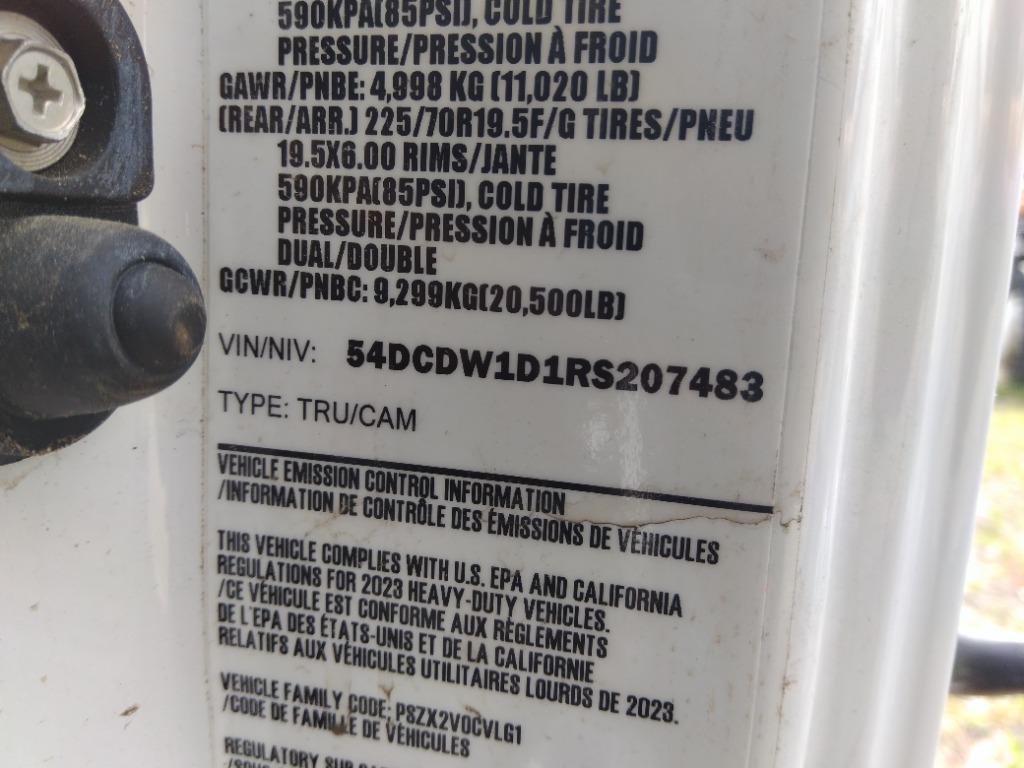 590KPA(85PSI), COLD TIRE
PRESSURE/PRESSION À FROID
GAWR/PNBE: 4,998 KG (11,020 LB)
(REAR/ARR.) 225/70R19.5F/G TIRES/PNEU
19.5X6.00 RIMS/JANTE
590KPA(85PSI), COLD TIRE
PRESSURE/PRESSION À FROID
DUAL/DOUBLE
GCWR/PNBC: 9,299KG(20,500LB)
VIN/NIV: 54DCDW1D1RS207483
TYPE: TRU/CAM
VEHICLE EMISSION CONTROL INFORMATION
/INFORMATION DE CONTRÔLE DES ÉMISSIONS DE VÉHICULES
THIS VEHICLE COMPLIES WITH U.S. EPA AND CALIFORNIA
REGULATIONS FOR 2023 HEAVY-DUTY VEHICLES.
/CE VÉHICULE EST CONFORME AUX RÉGLEMENTS
DE L'EPA DES ÉTATS-UNIS ET DE LA CALIFORNIE
RELATIFS AUX VÉHICULES UTILITAIRES LOURDS DE 2023.
VEHICLE FAMILY CODE: PSZX2VOCVLG1
/CODE DE FAMILLE DE VÉHICULES
REGULATORY SUB